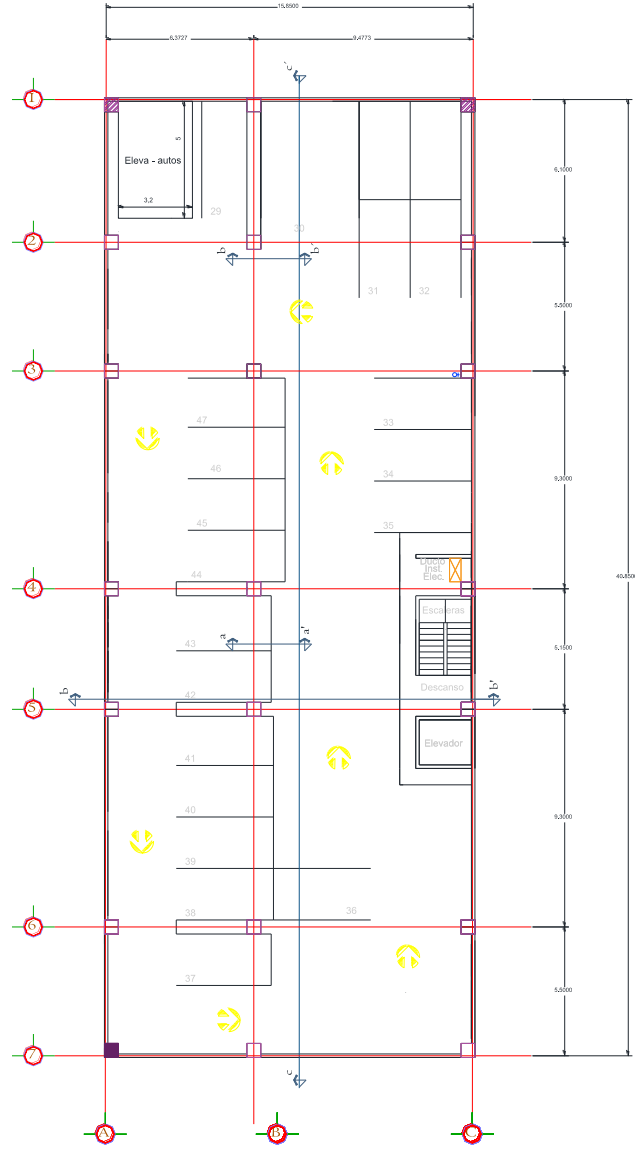 15.8500
6.3727
9.4773
c'
1
Eleva - autos
5
3,2
29
30
6.1000
2
b
b'
31
32
5.5000
3
47
33
46
34
9.3000
45
35
44
Ducto
Inst.
Elec.
40.8500
4
Escaleras
a
a'
43
5.1500
Descanso
42
b
b'
5
Elevador
41
40
9.3000
39
38
36
6
37
5.5000
7
c
A
B
C